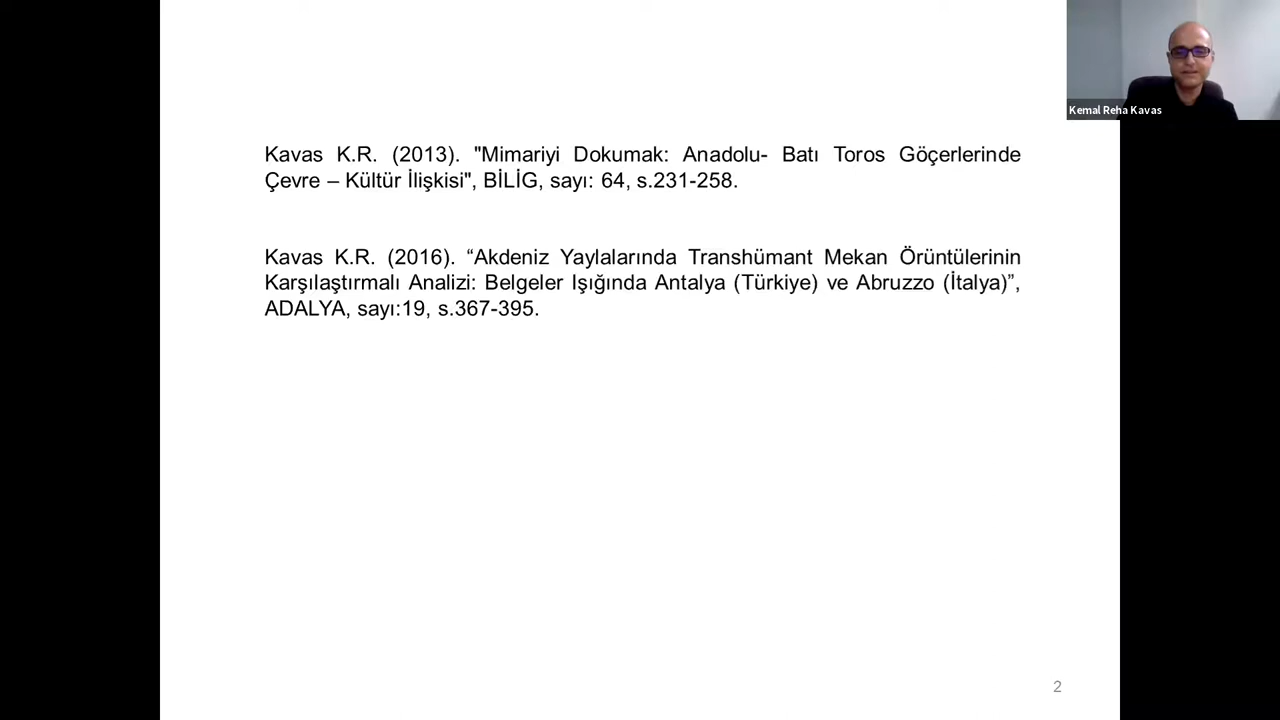 Kemal Reha Kavas
Kavas K.R. (2013). "Mimariyi Dokumak: Anadolu- Batı Toros Göçerlerinde
Çevre – Kültür İlişkisi", BİLİG, sayı: 64, s.231-258.
Kavas K.R. (2016). “Akdeniz Yaylalarında Transhümant Mekan Örüntülerinin
Karşılaştırmalı Analizi: Belgeler Işığında Antalya (Türkiye) ve Abruzzo (İtalya)”,
ADALYA, sayı:19, s.367-395.
2